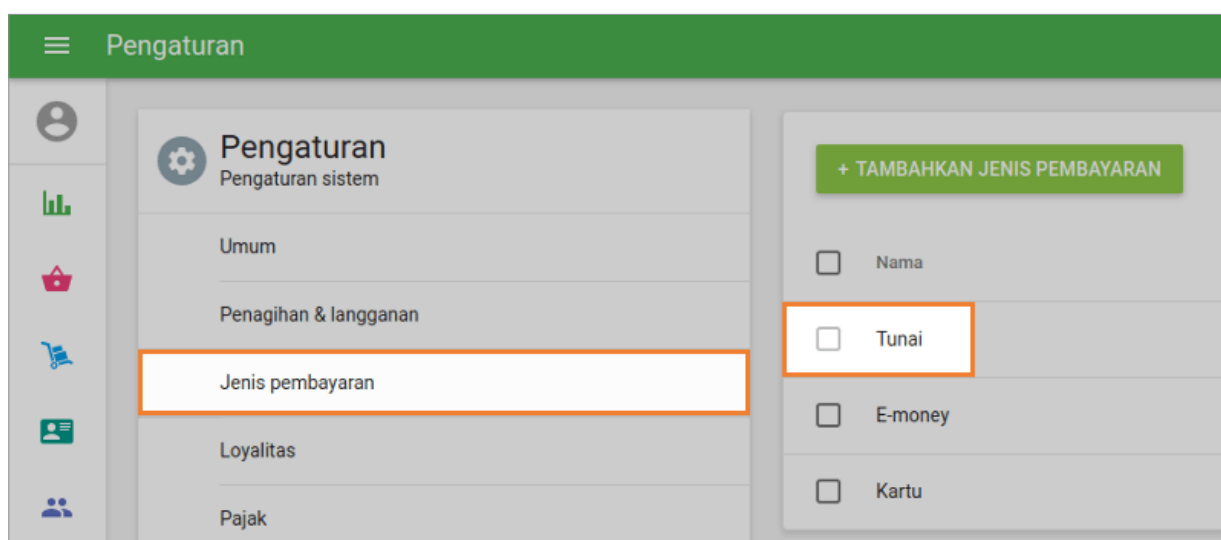 Pengaturan
Pengaturan
Pengaturan sistem
Umum
Penagihan & langganan
Jenis pembayaran
Loyalitas
Pajak
+ TAMBAHKAN JENIS PEMBAYARAN
Nama
Tunai
E-money
Kartu